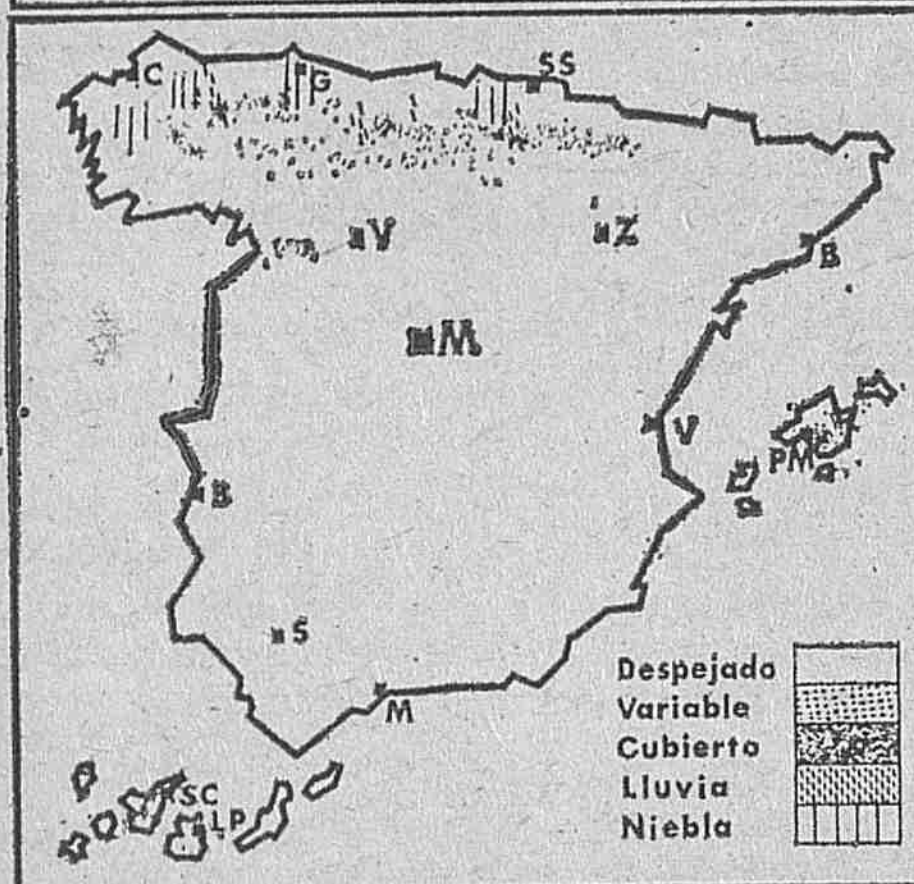 C
G
SS
V
Z
B
M
V
PM
B
S
M
SC
LP
Despejado
Variable
Cubierto
Lluvia
Niebla